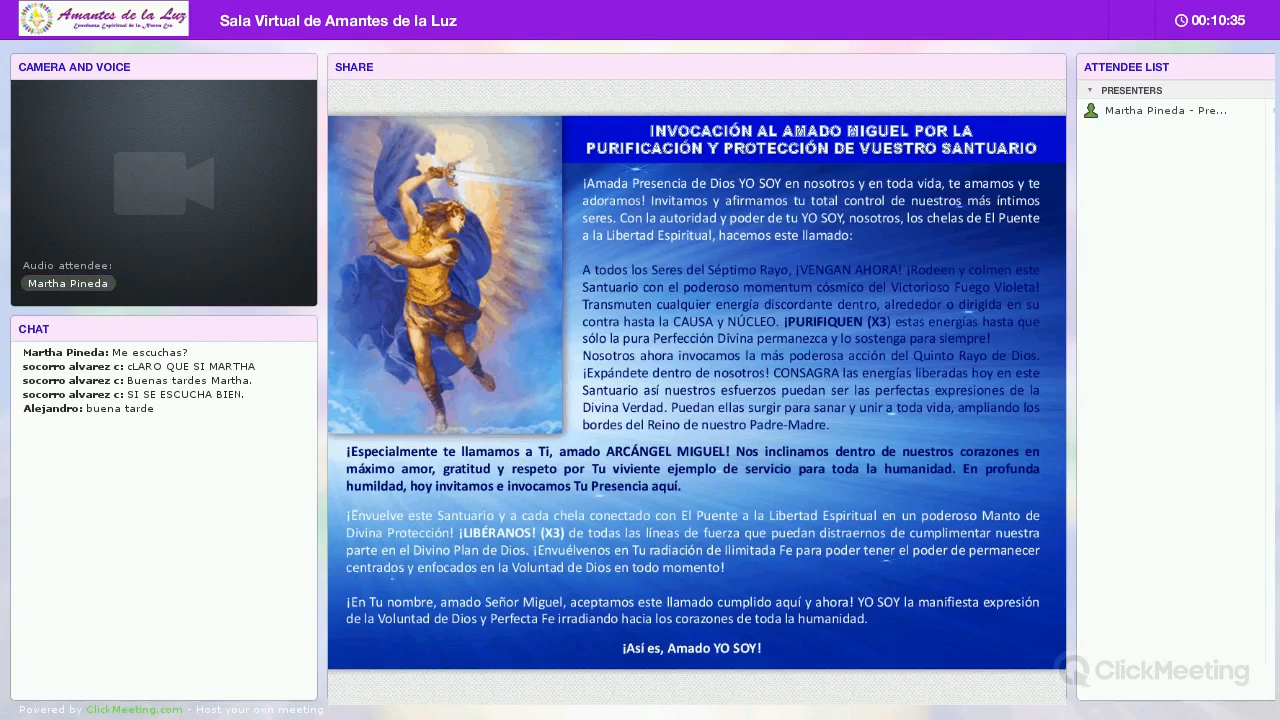 Amantes de la Luz
Enseñanza Espiritual de la Nueva Era
Sala Virtual de Amantes de la Luz
00:10:35
CAMERA AND VOICE
Audio attendee:
Martha Pineda
CHAT
Martha Pineda: Me escuchas?
socorro alvarez c: cLARO QUE SI MARTHA
socorro alvarez c: Buenas tardes Martha.
socorro alvarez c: SI SE ESCUCHA BIEN.
Alejandro: buena tarde
SHARE
INVOCACIÓN AL AMADO MIGUEL POR LA
PURIFICACIÓN Y PROTECCIÓN DE VUESTRO SANTUARIO
¡Amada Presencia de Dios YO SOY en nosotros y en toda vida, te amamos y te
adoramos! Invitamos y afirmamos tu total control de nuestros más íntimos
seres. Con la autoridad y poder de tu YO SOY, nosotros, los chelas de El Puente
a la Libertad Espiritual, hacemos este llamado:
A todos los Seres del Séptimo Rayo, ¡VENGAN AHORA! ¡Rodeen y colmen este
Santuario con el poderoso momentum cósmico del Victorioso Fuego Violeta!
Transmuten cualquier energía discordante dentro, alrededor o dirigida en su
contra hasta la CAUSA y NÚCLEO. ¡PURIFIQUEN (X3) estas energías hasta que
sólo la pura Perfección Divina permanezca y lo sostenga para siempre!
Nosotros ahora invocamos la más poderosa acción del Quinto Rayo de Dios.
¡Expándete dentro de nosotros! CONSAGRA las energías liberadas hoy en este
Santuario así nuestros esfuerzos puedan ser las perfectas expresiones de la
Divina Verdad. Puedan ellas surgir para sanar y unir a toda vida, ampliando los
bordes del Reino de nuestro Padre-Madre.
¡Especialmente te llamamos a Ti, amado ARCÁNGEL MIGUEL! Nos inclinamos dentro de nuestros corazones en
máximo amor, gratitud y respeto por Tu viviente ejemplo de servicio para toda la humanidad. En profunda
humildad, hoy invitamos e invocamos Tu Presencia aquí.
¡Envuelve este Santuario y a cada chela conectado con El Puente a la Libertad Espiritual en un poderoso Manto de
Divina Protección! ¡LIBÉRANOS! (X3) de todas las líneas de fuerza que puedan distraernos de cumplimentar nuestra
parte en el Divino Plan de Dios. ¡Envuélvenos en Tu radiación de Ilimitada Fe para poder tener el poder de permanecer
centrados y enfocados en la Voluntad de Dios en todo momento!
¡En Tu nombre, amado Señor Miguel, aceptamos este llamado cumplido aquí y ahora! YO SOY la manifiesta expresión
de la Voluntad de Dios y Perfecta Fe irradiando hacia los corazones de toda la humanidad.
¡Así es, Amado YO SOY!
ATTENDEE LIST
PRESENTERS
Martha Pineda - Pre...
ClickMeeting
Powered by ClickMeeting.com - Host your own meeting